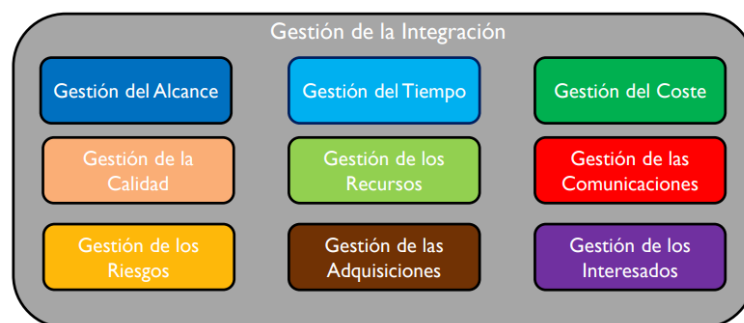 Gestión de la Integración
Gestión del Alcance
Gestión del Tiempo
Gestión del Coste
Gestión de la
Calidad
Gestión de los
Recursos
Gestión de las
Comunicaciones
Gestión de los
Riesgos
Gestión de las
Adquisiciones
Gestión de los
Interesados